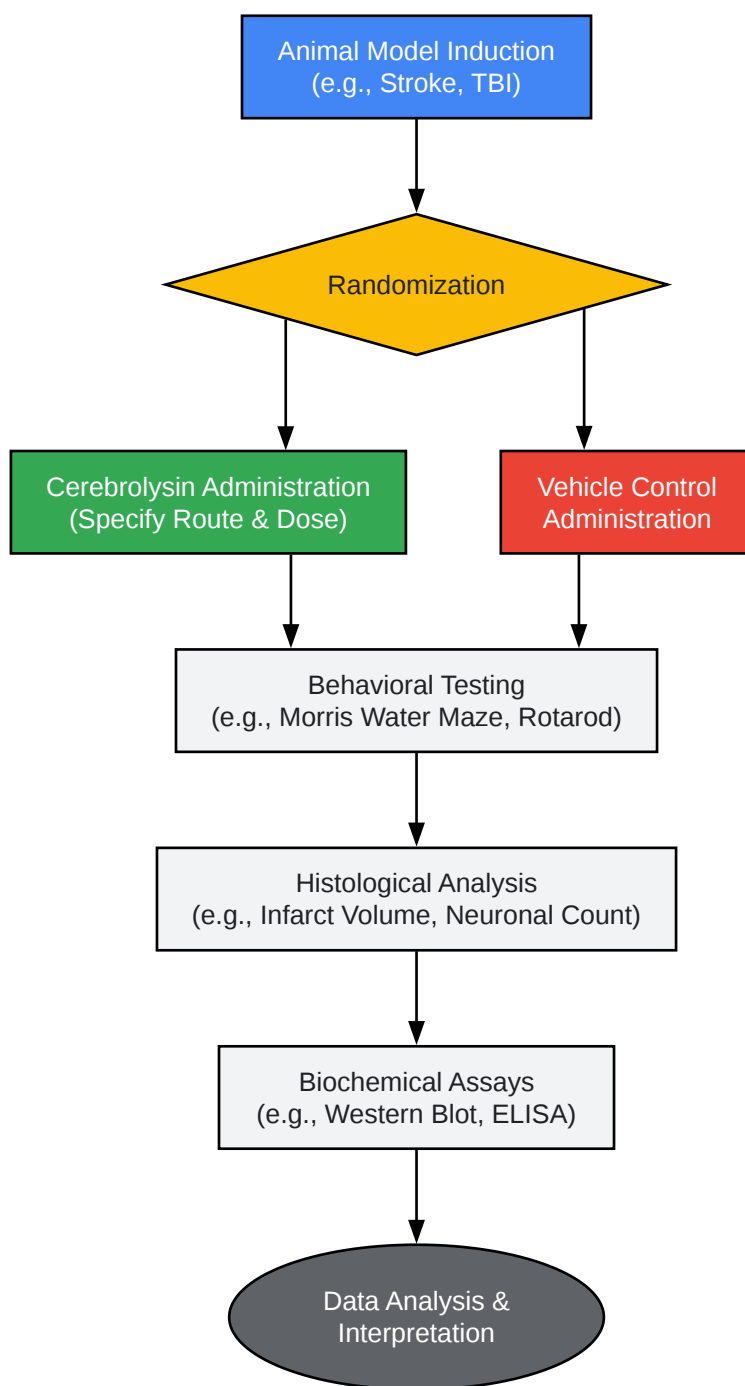 Animal Model Induction
(e.g., Stroke, TBI)
Randomization
Cerebrolysin Administration
(Specify Route & Dose)
Vehicle Control
Administration
Behavioral Testing
(e.g., Morris Water Maze, Rotarod)
Histological Analysis
(e.g., Infarct Volume, Neuronal Count)
Biochemical Assays
(e.g., Western Blot, ELISA)
Data Analysis &
Interpretation